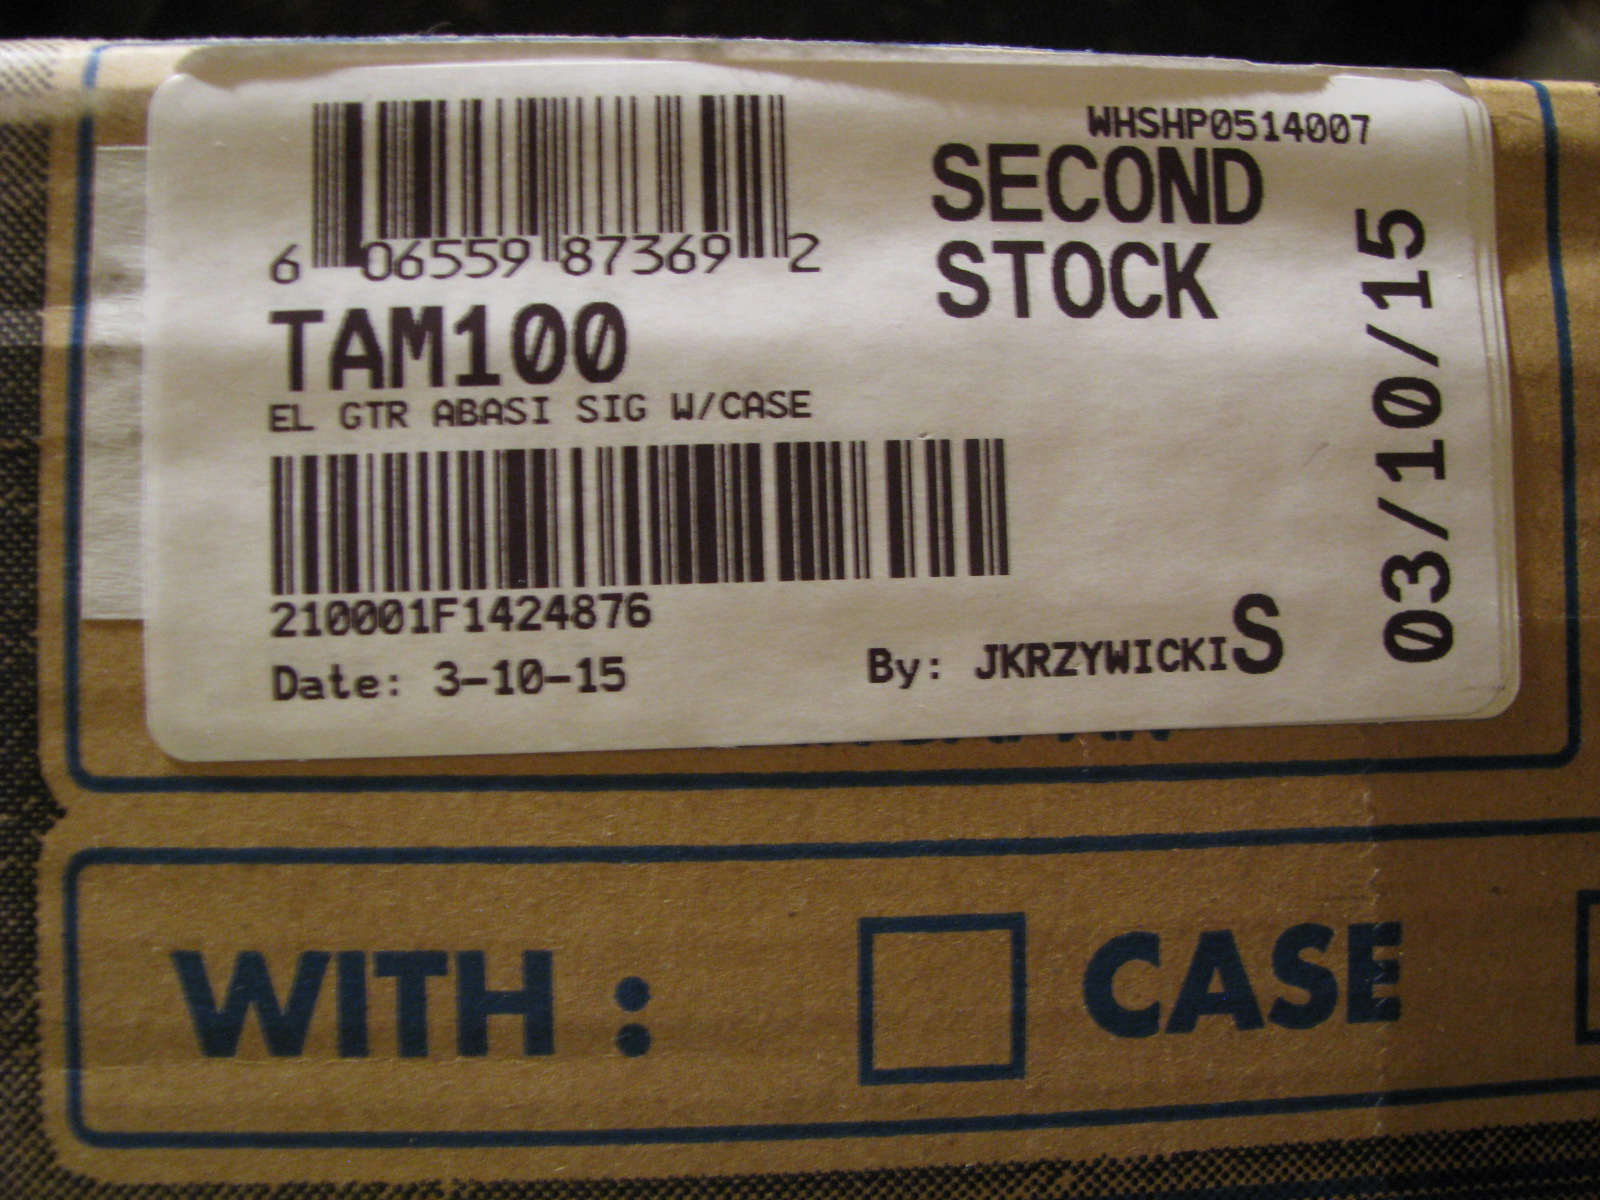 WHSHP0514007
SECOND
STOCK
6 06559 87369 2
TAM100
EL GTR ABASI SIG W/CASE
210001F1424876
Date: 3-10-15
By: JKRZYWICKI
S
03/10/15
WITH :
CASE